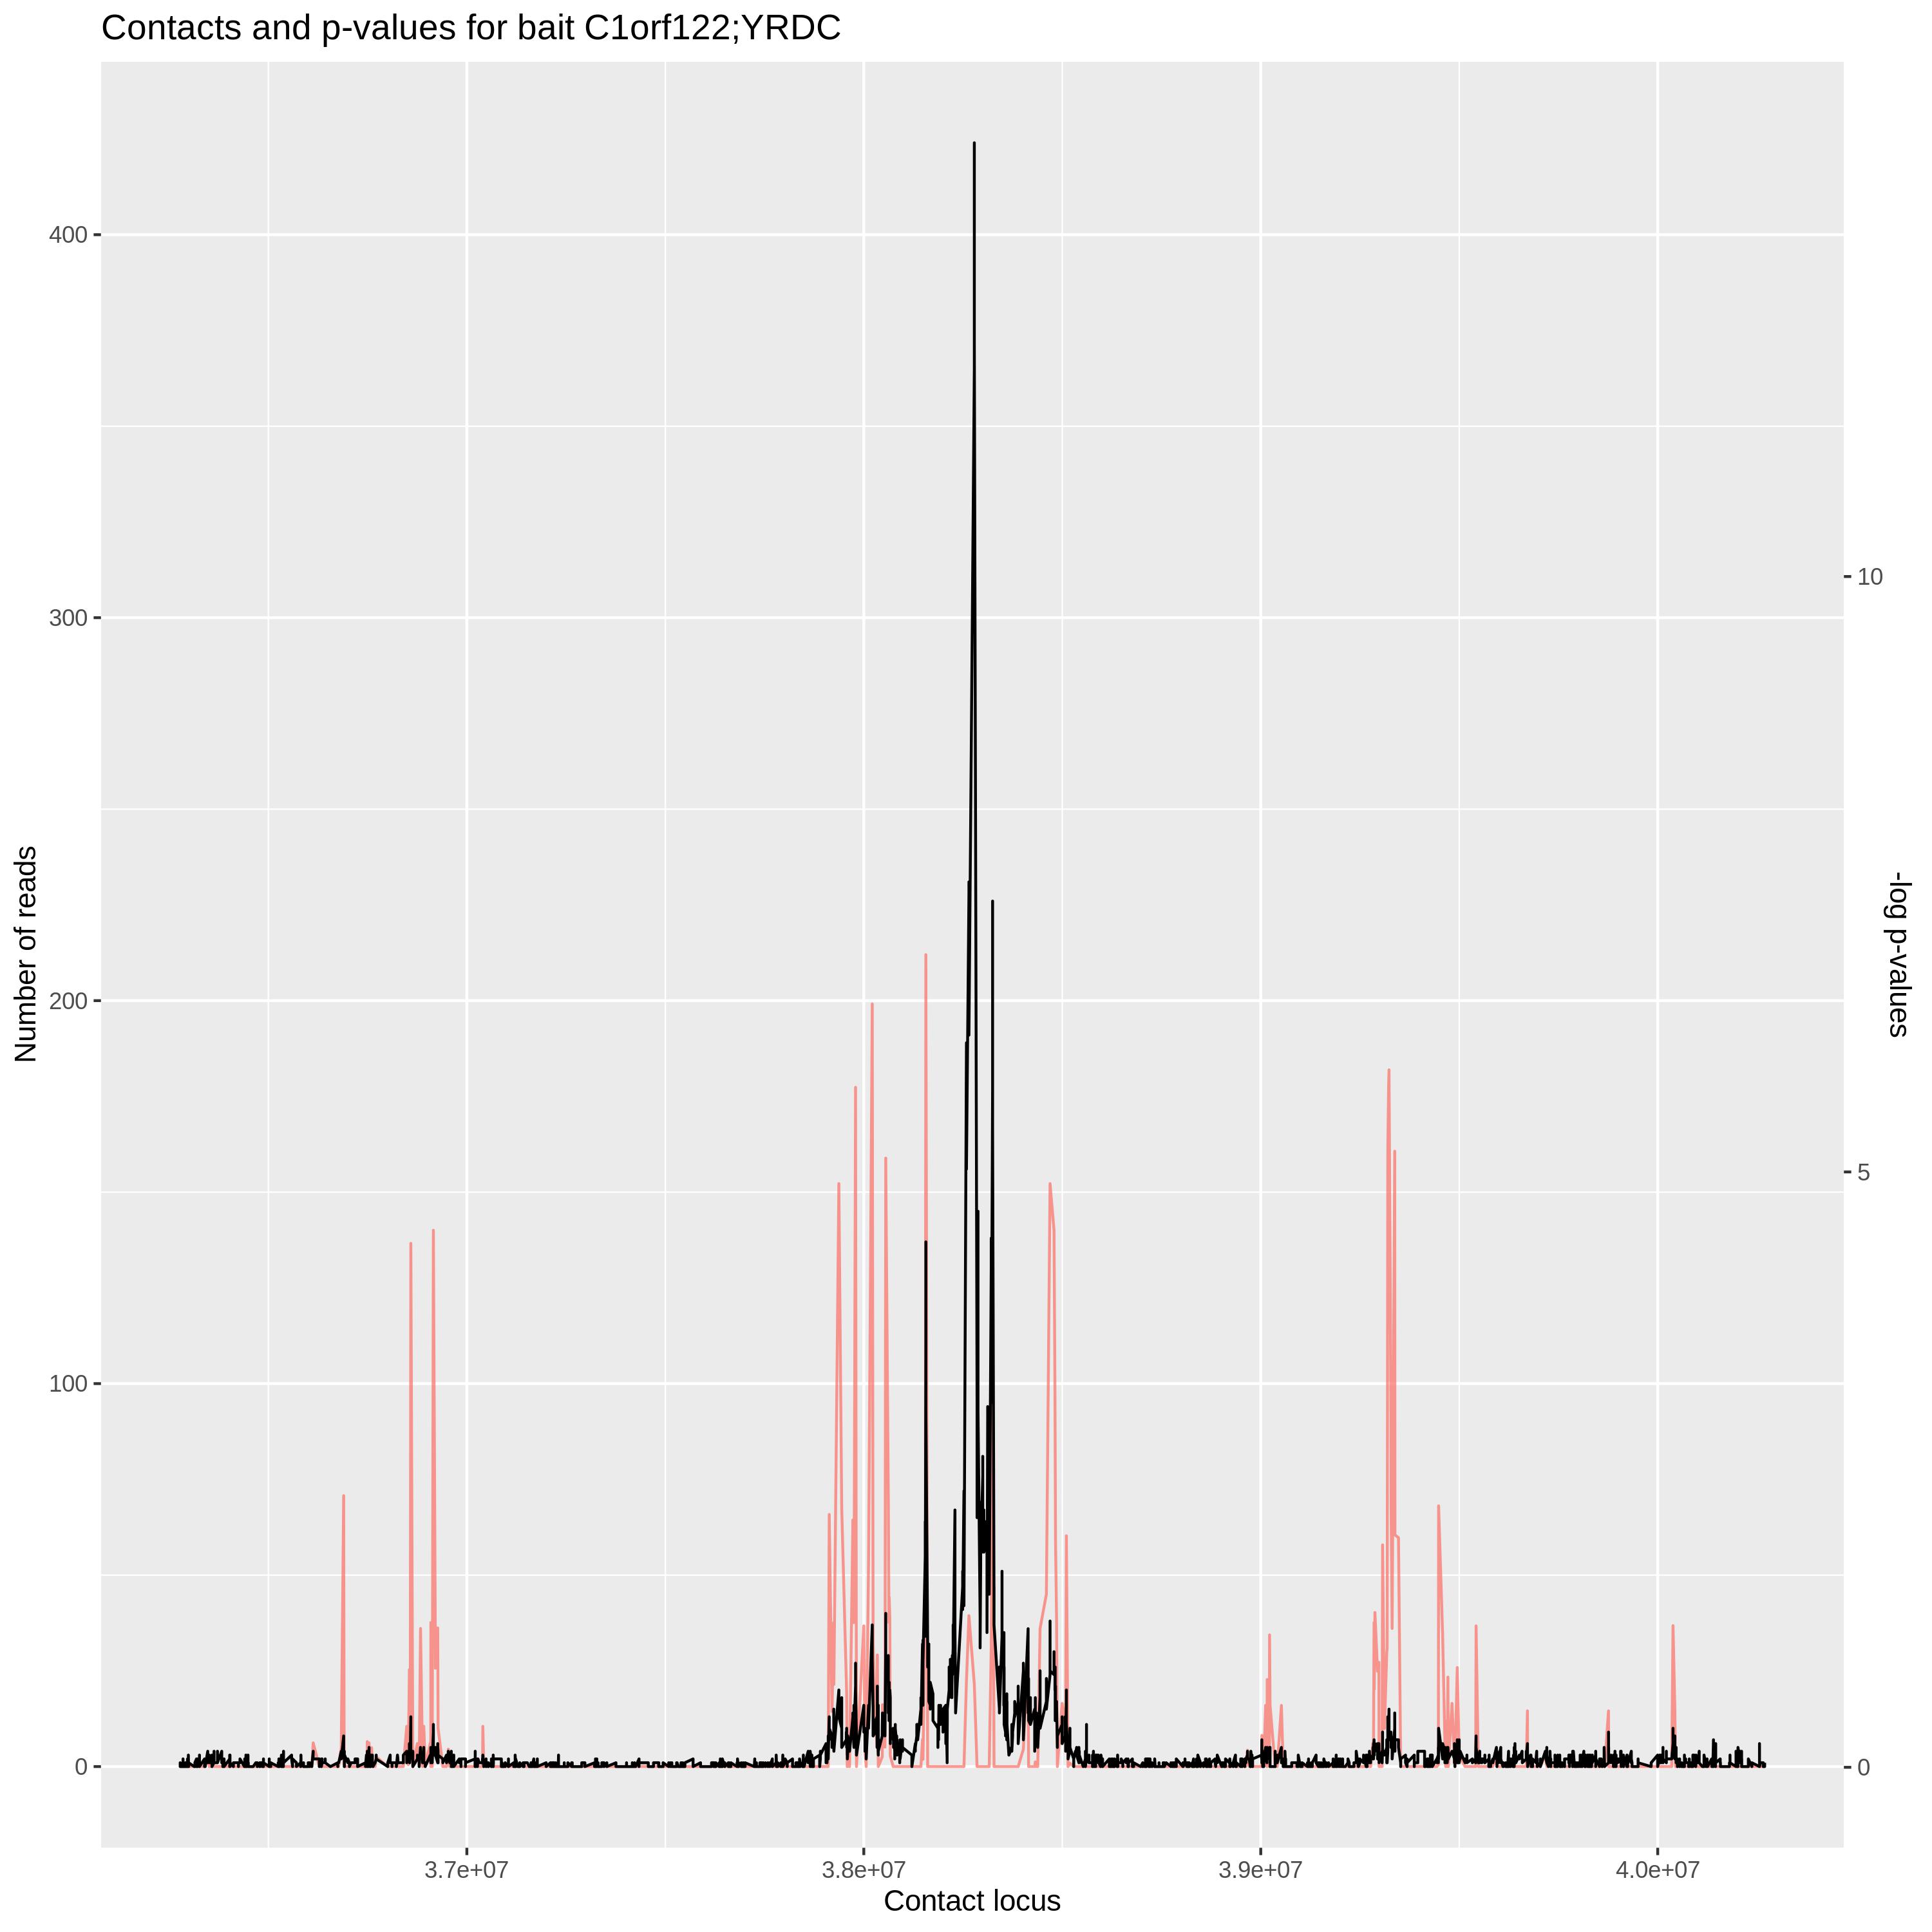 Contacts and p-values for bait C1orf122;YRDC
400
300
200
100
0
Number of reads
10
5
0
-log p-values
3.7e+07
3.8e+07
3.9e+07
4.0e+07
Contact locus